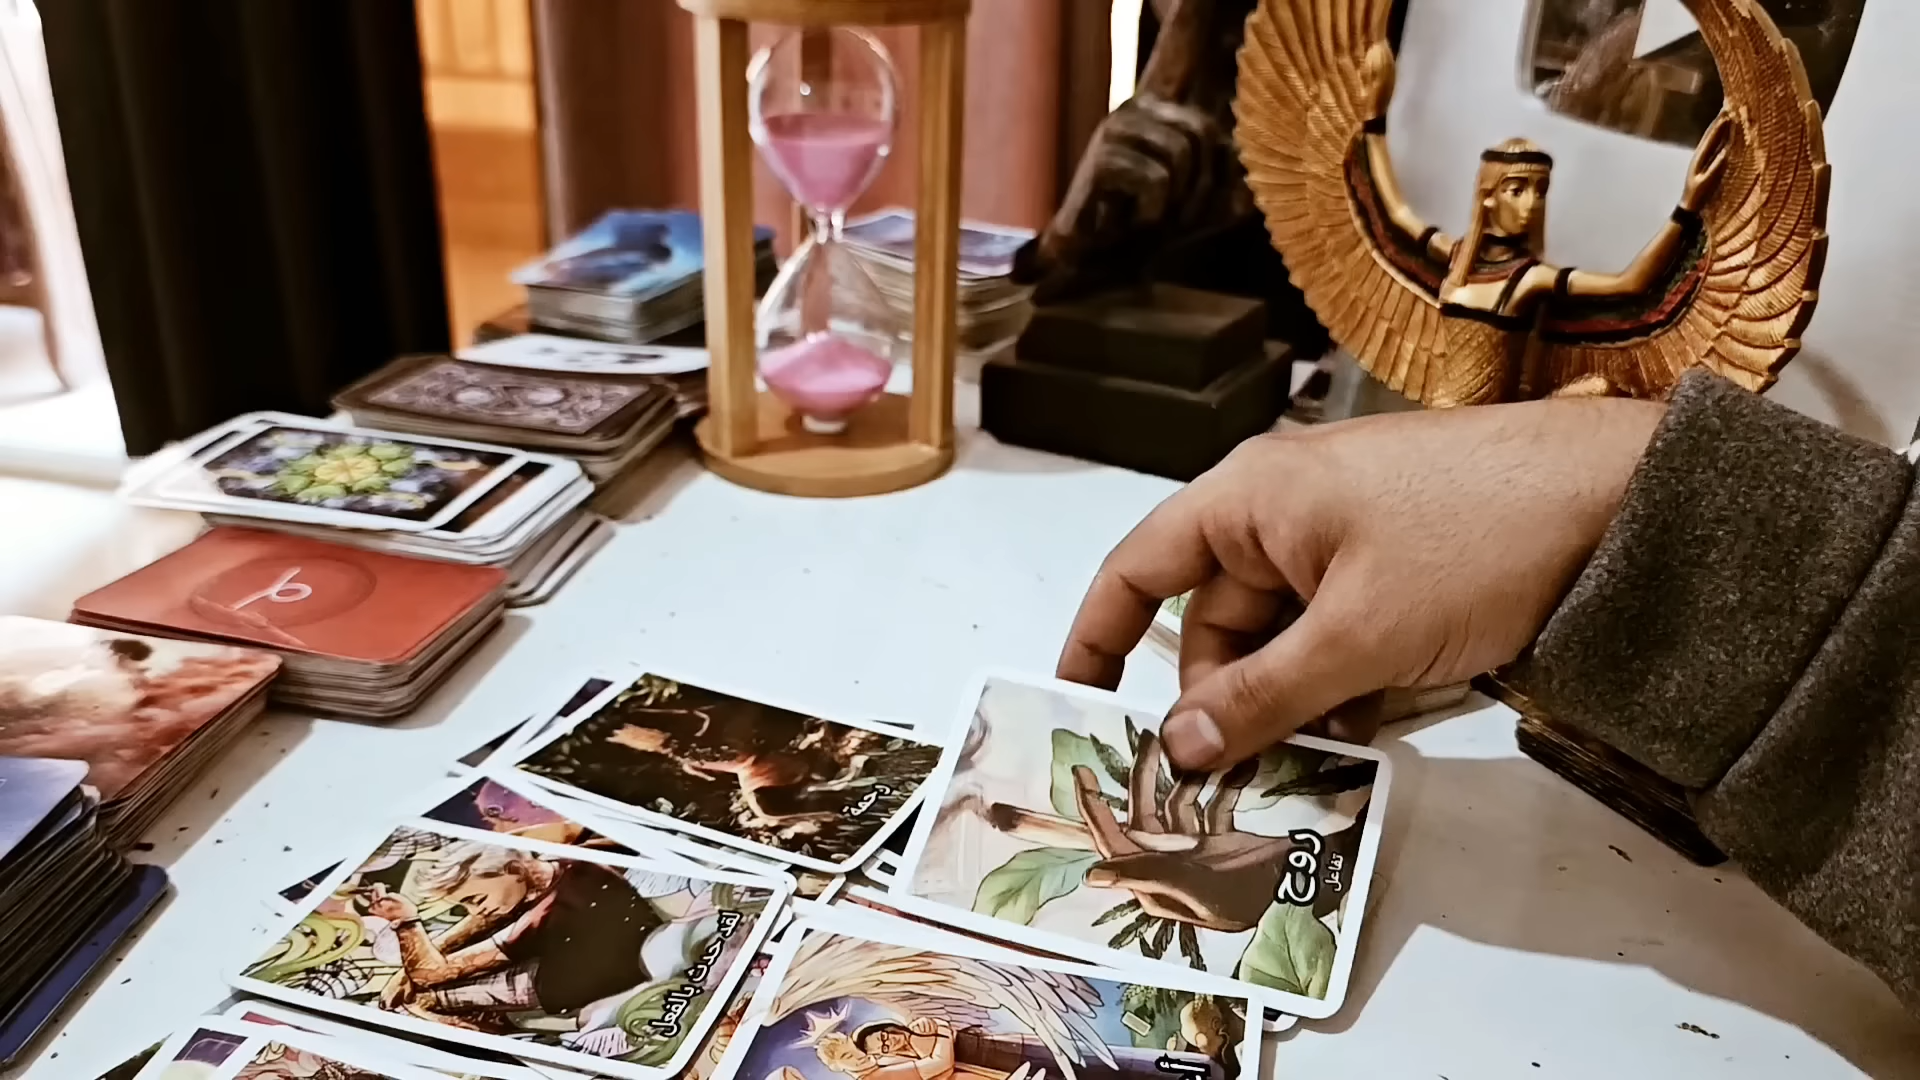 رحمة
روح
تفاعل
لقد حدث بالفعل